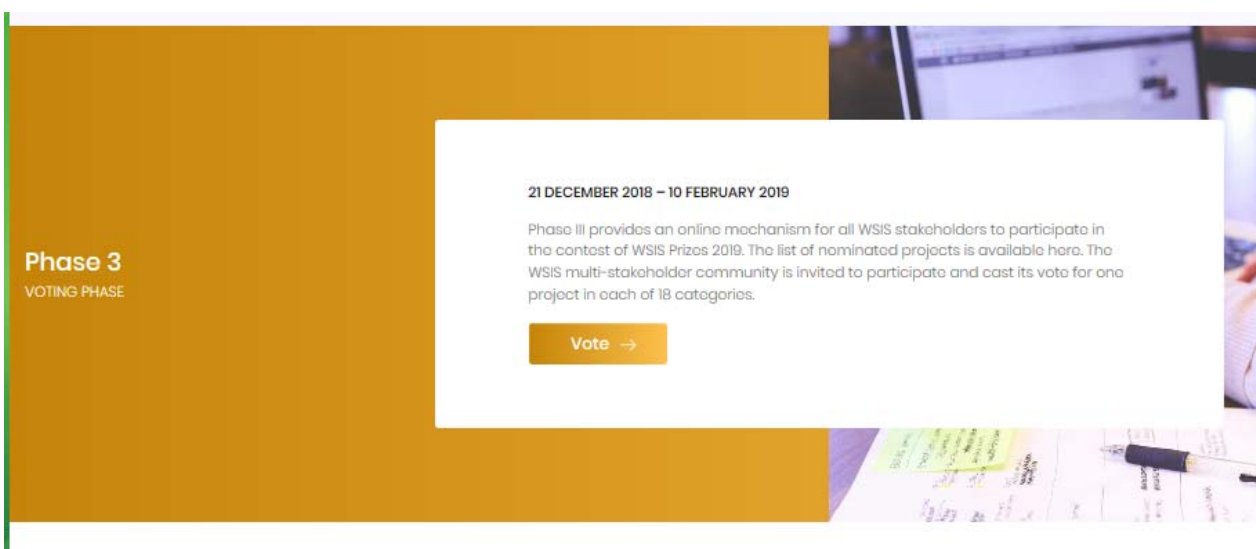 Phase 3
VOTING PHASE
21 DECEMBER 2018 – 10 FEBRUARY 2019
Phase III provides an online mechanism for all WSIS stakeholders to participate in
the contest of WSIS Prizes 2019. The list of nominated projects is available here. The
WSIS multi-stakeholder community is invited to participate and cast its vote for one
project in each of 18 categories.
Vote →